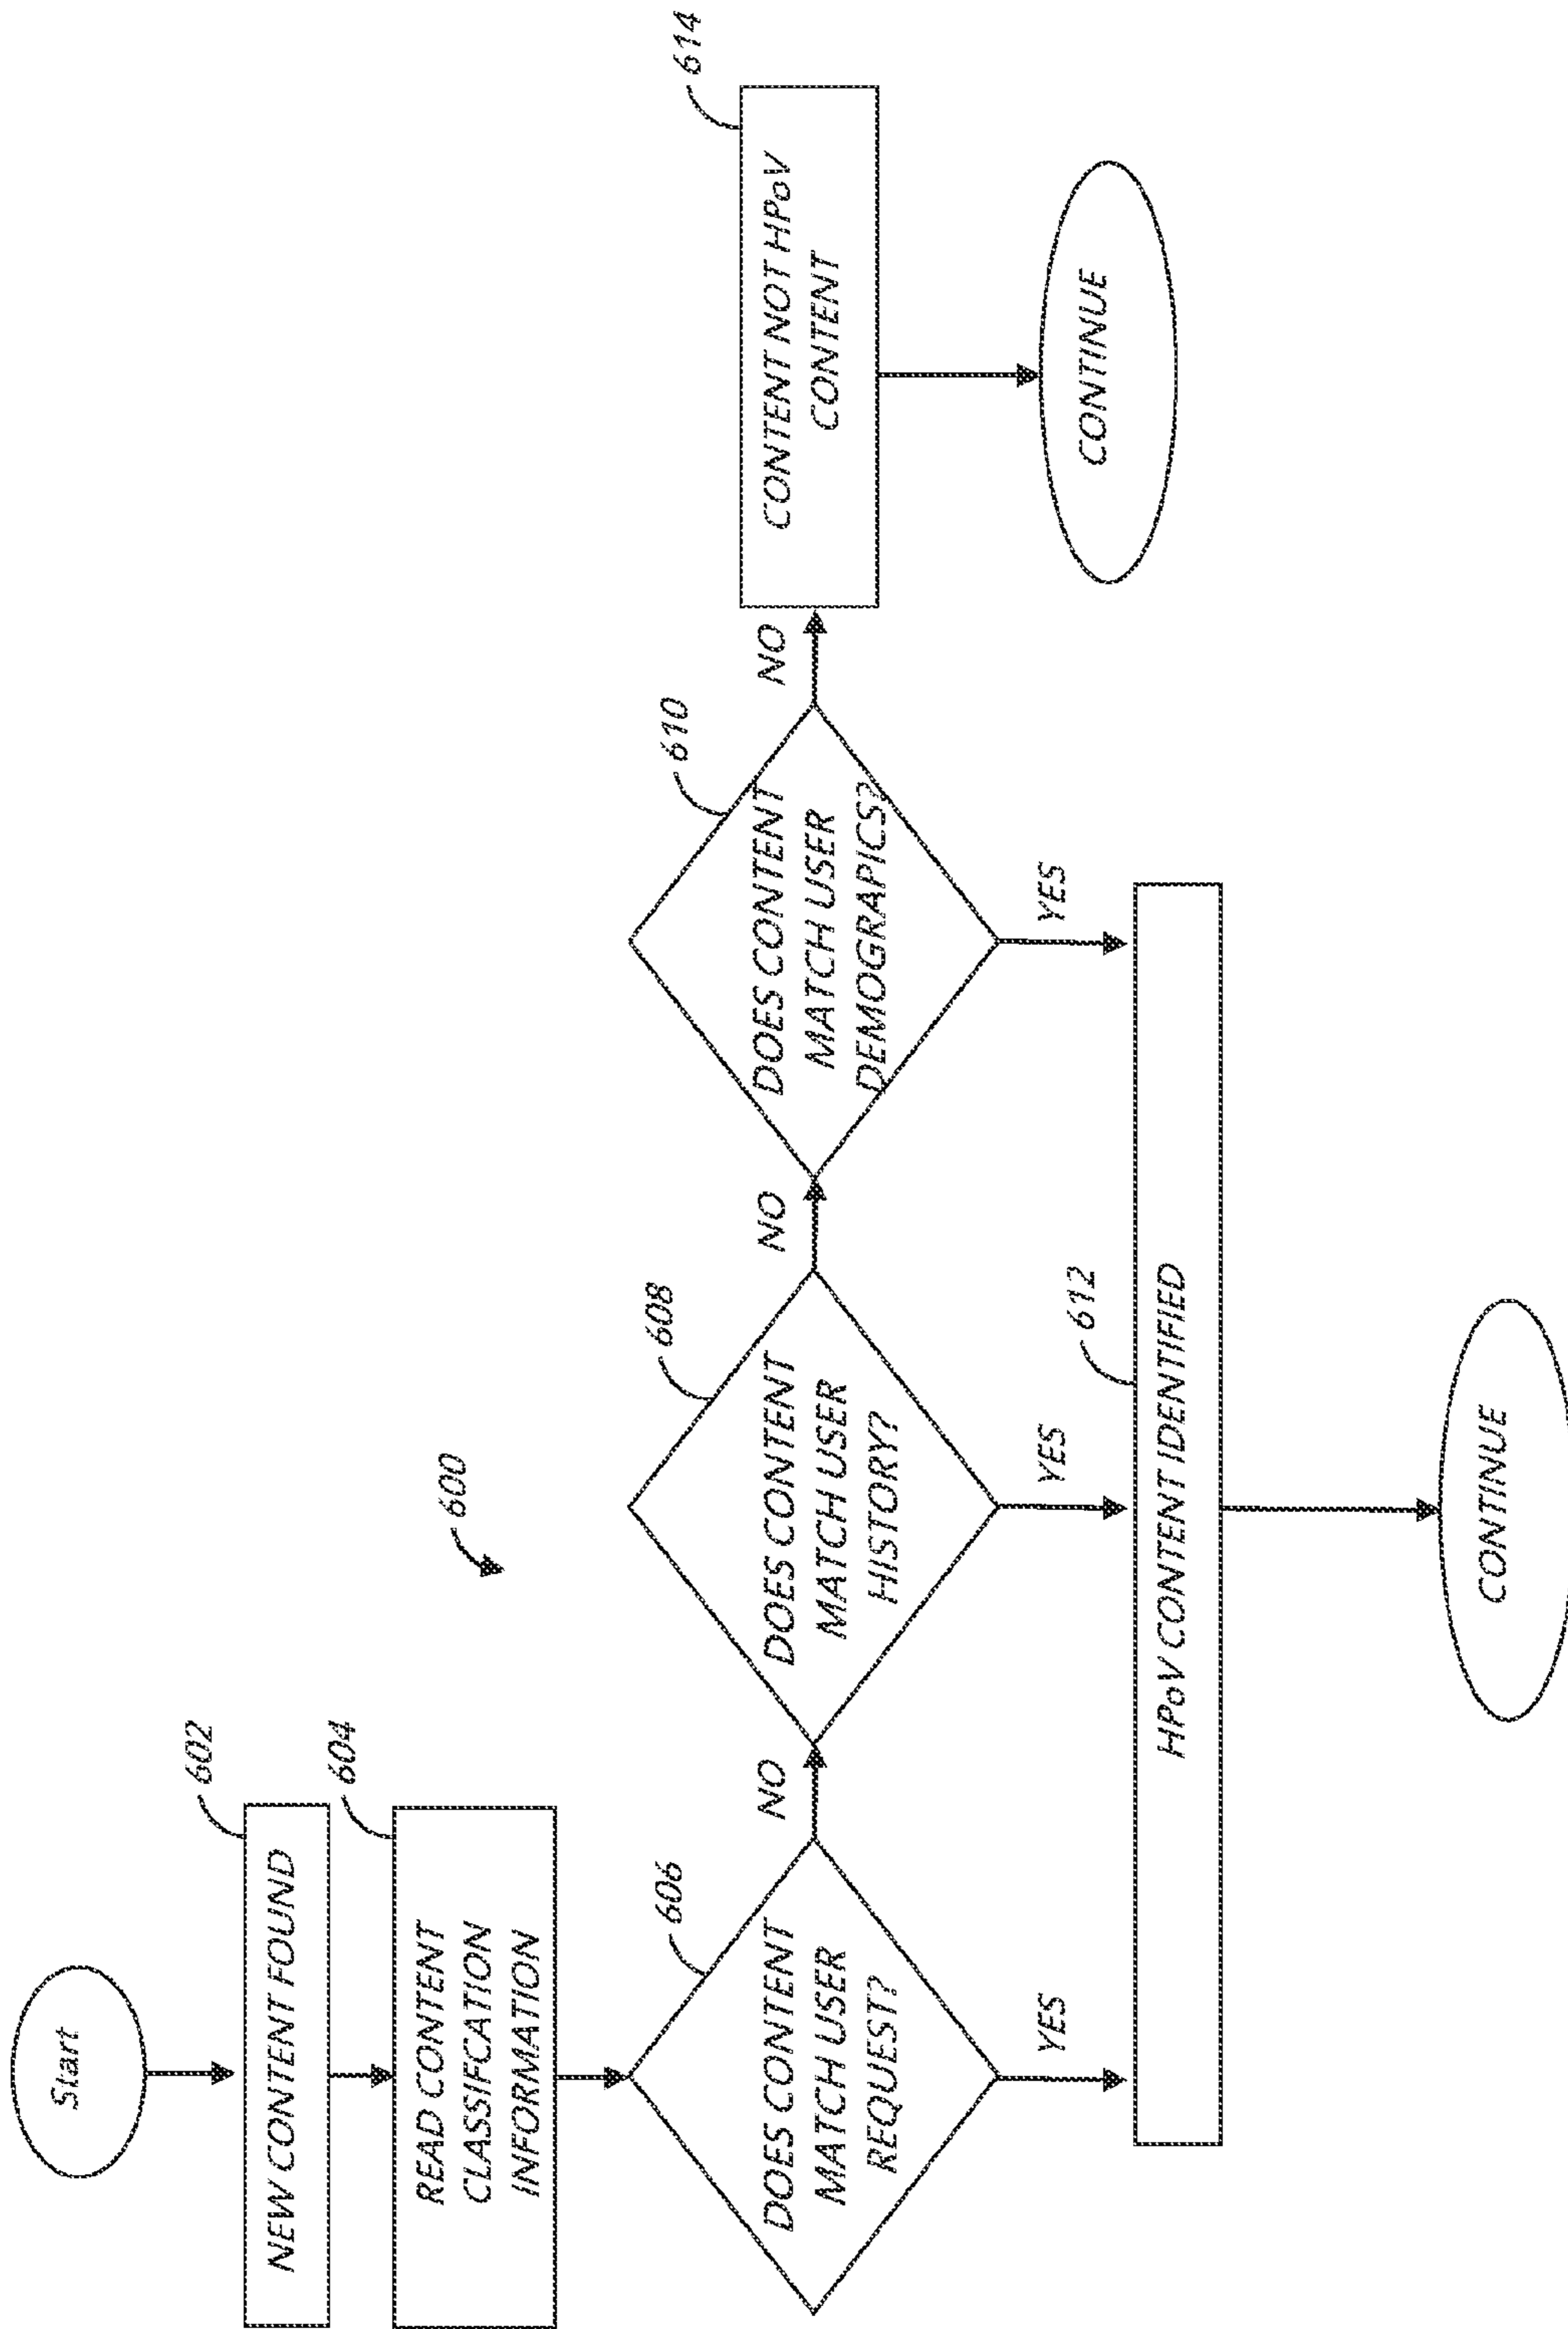 Start
602
NEW CONTENT FOUND
604
READ CONTENT
CLASSIFCATION
INFORMATION
600
606
DOES CONTENT
MATCH USER
REQUEST?
NO
YES
608
DOES CONTENT
MATCH USER
HISTORY?
NO
YES
610
DOES CONTENT
MATCH USER
DEMOGRAPICS?
NO
YES
614
CONTENT NOT HPoV
CONTENT
CONTINUE
612
HPoV CONTENT IDENTIFIED
CONTINUE